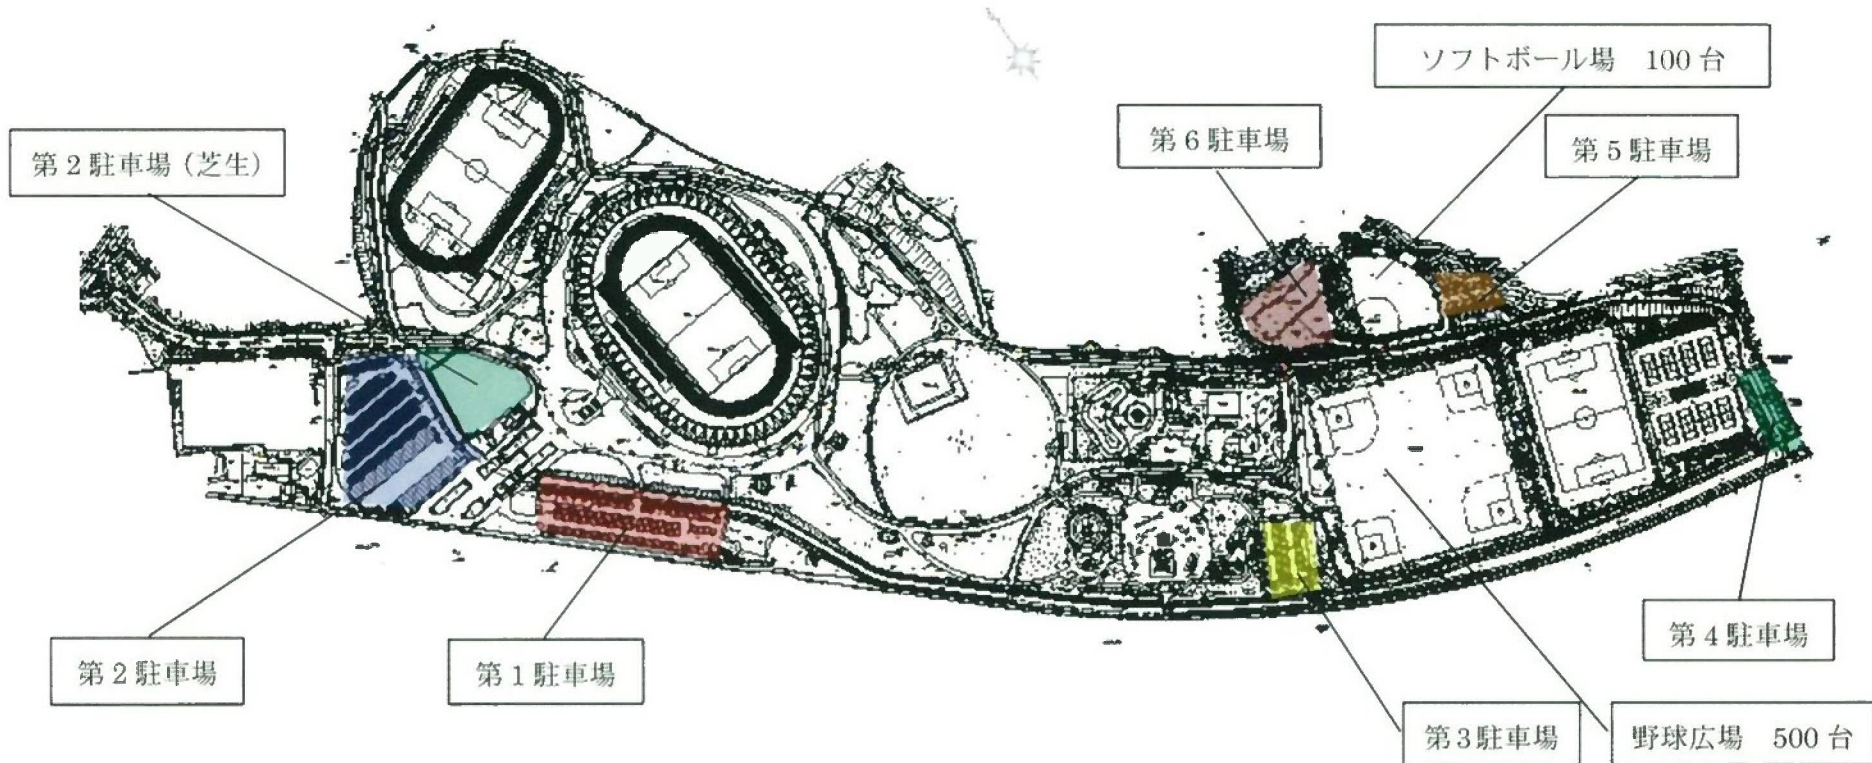 ソフトボール場　100台
第6駐車場
第5駐車場
第2駐車場（芝生）
第4駐車場
第2駐車場
第1駐車場
第3駐車場
野球広場　500台